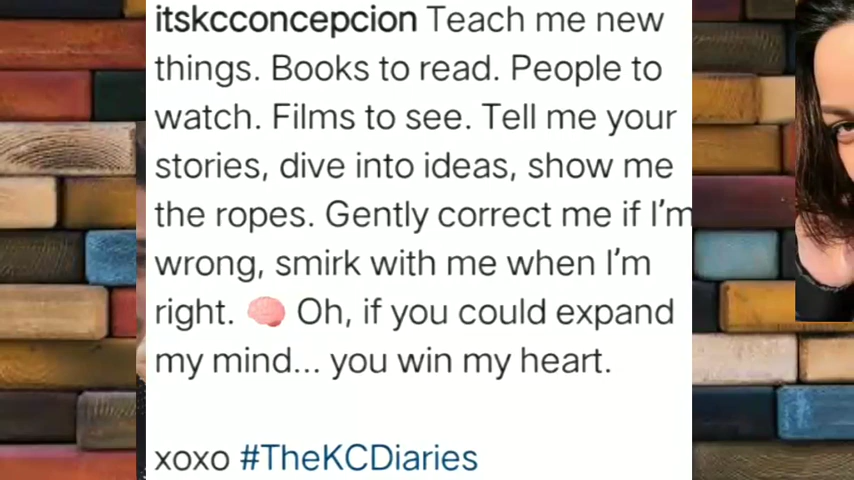 itskcconcepcion Teach me new
things. Books to read. People to
watch. Films to see. Tell me your
stories, dive into ideas, show me
the ropes. Gently correct me if I’m
wrong, smirk with me when I’m
right. 🧠 Oh, if you could expand
my mind... you win my heart.
xoxo #TheKCDiaries